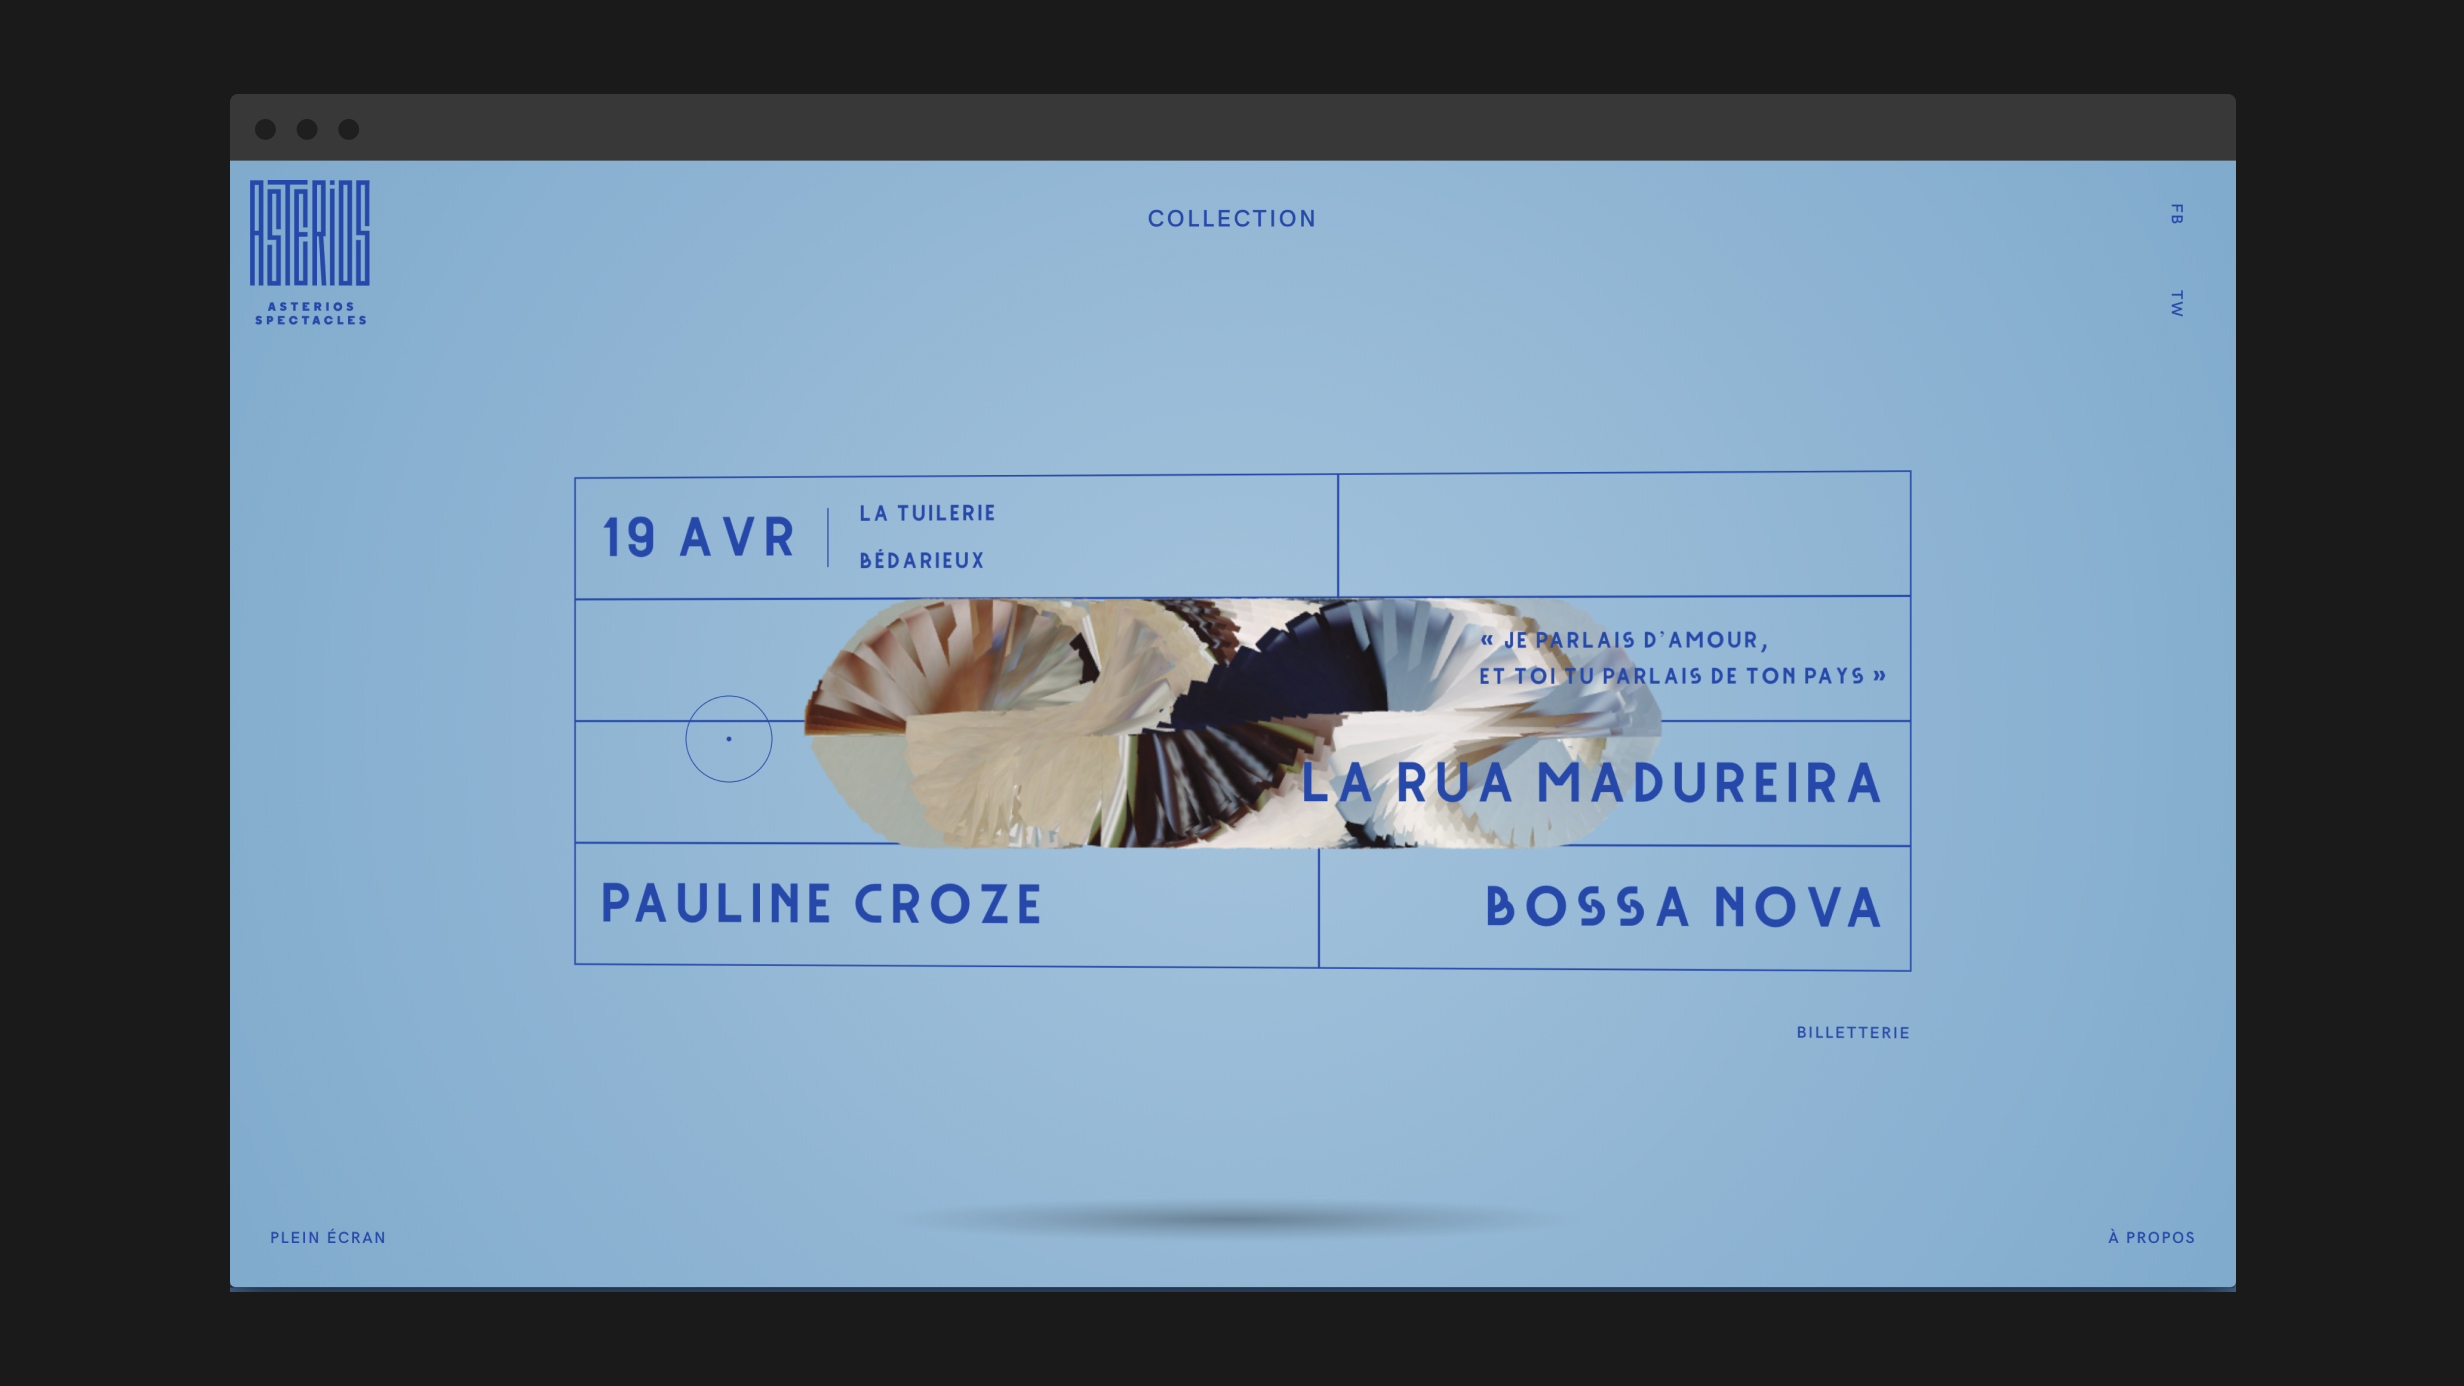 ASTERIOS
ASTERIOS
SPECTACLES
COLLECTION
FB
TW
19 AVR
LA TUILERIE
BÉDARIEUX
« JE PARLAIS D'AMOUR,
ET TOI TU PARLAIS DE TON PAYS »
LA RUA MADUREIRA
PAULINE CROZE
BOSSA NOVA
BILLETTERIE
PLEIN ÉCRAN
À PROPOS